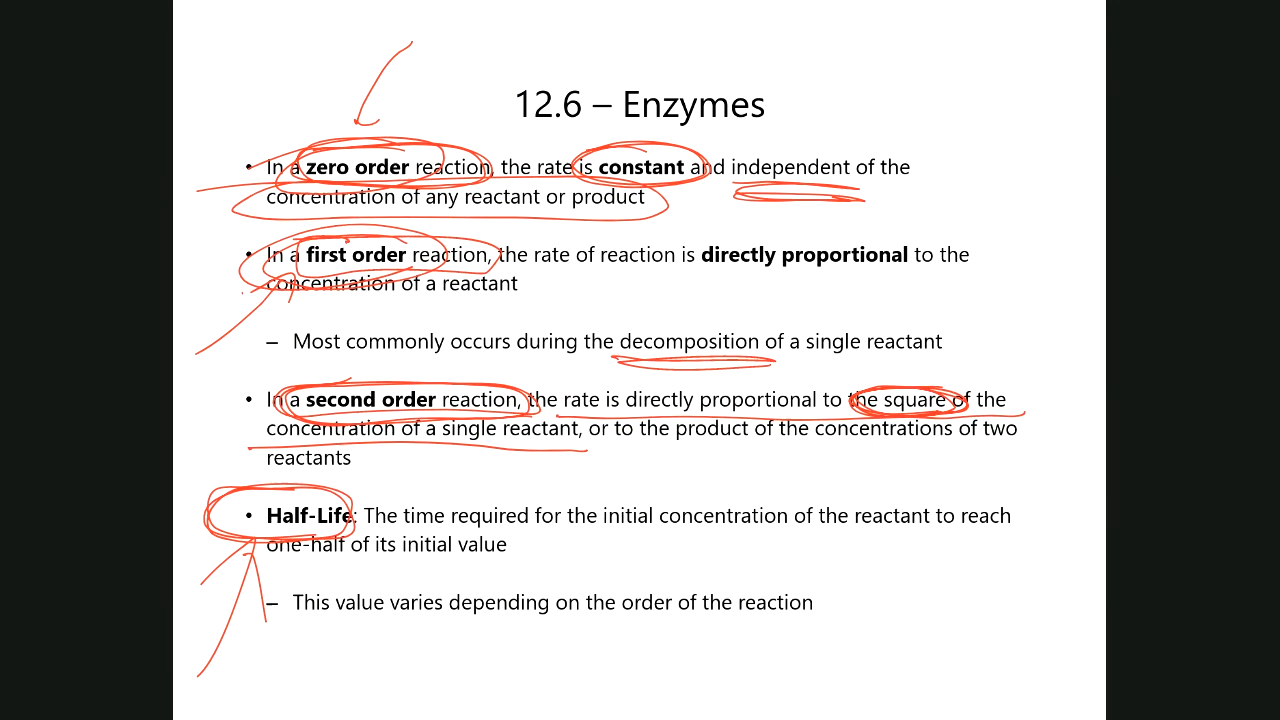 12.6 – Enzymes
• In a zero order reaction, the rate is constant and independent of the
concentration of any reactant or product
• In a first order reaction, the rate of reaction is directly proportional to the
concentration of a reactant
– Most commonly occurs during the decomposition of a single reactant
• In a second order reaction, the rate is directly proportional to the square of the
concentration of a single reactant, or to the product of the concentrations of two
reactants
• Half-Life: The time required for the initial concentration of the reactant to reach
one-half of its initial value
– This value varies depending on the order of the reaction